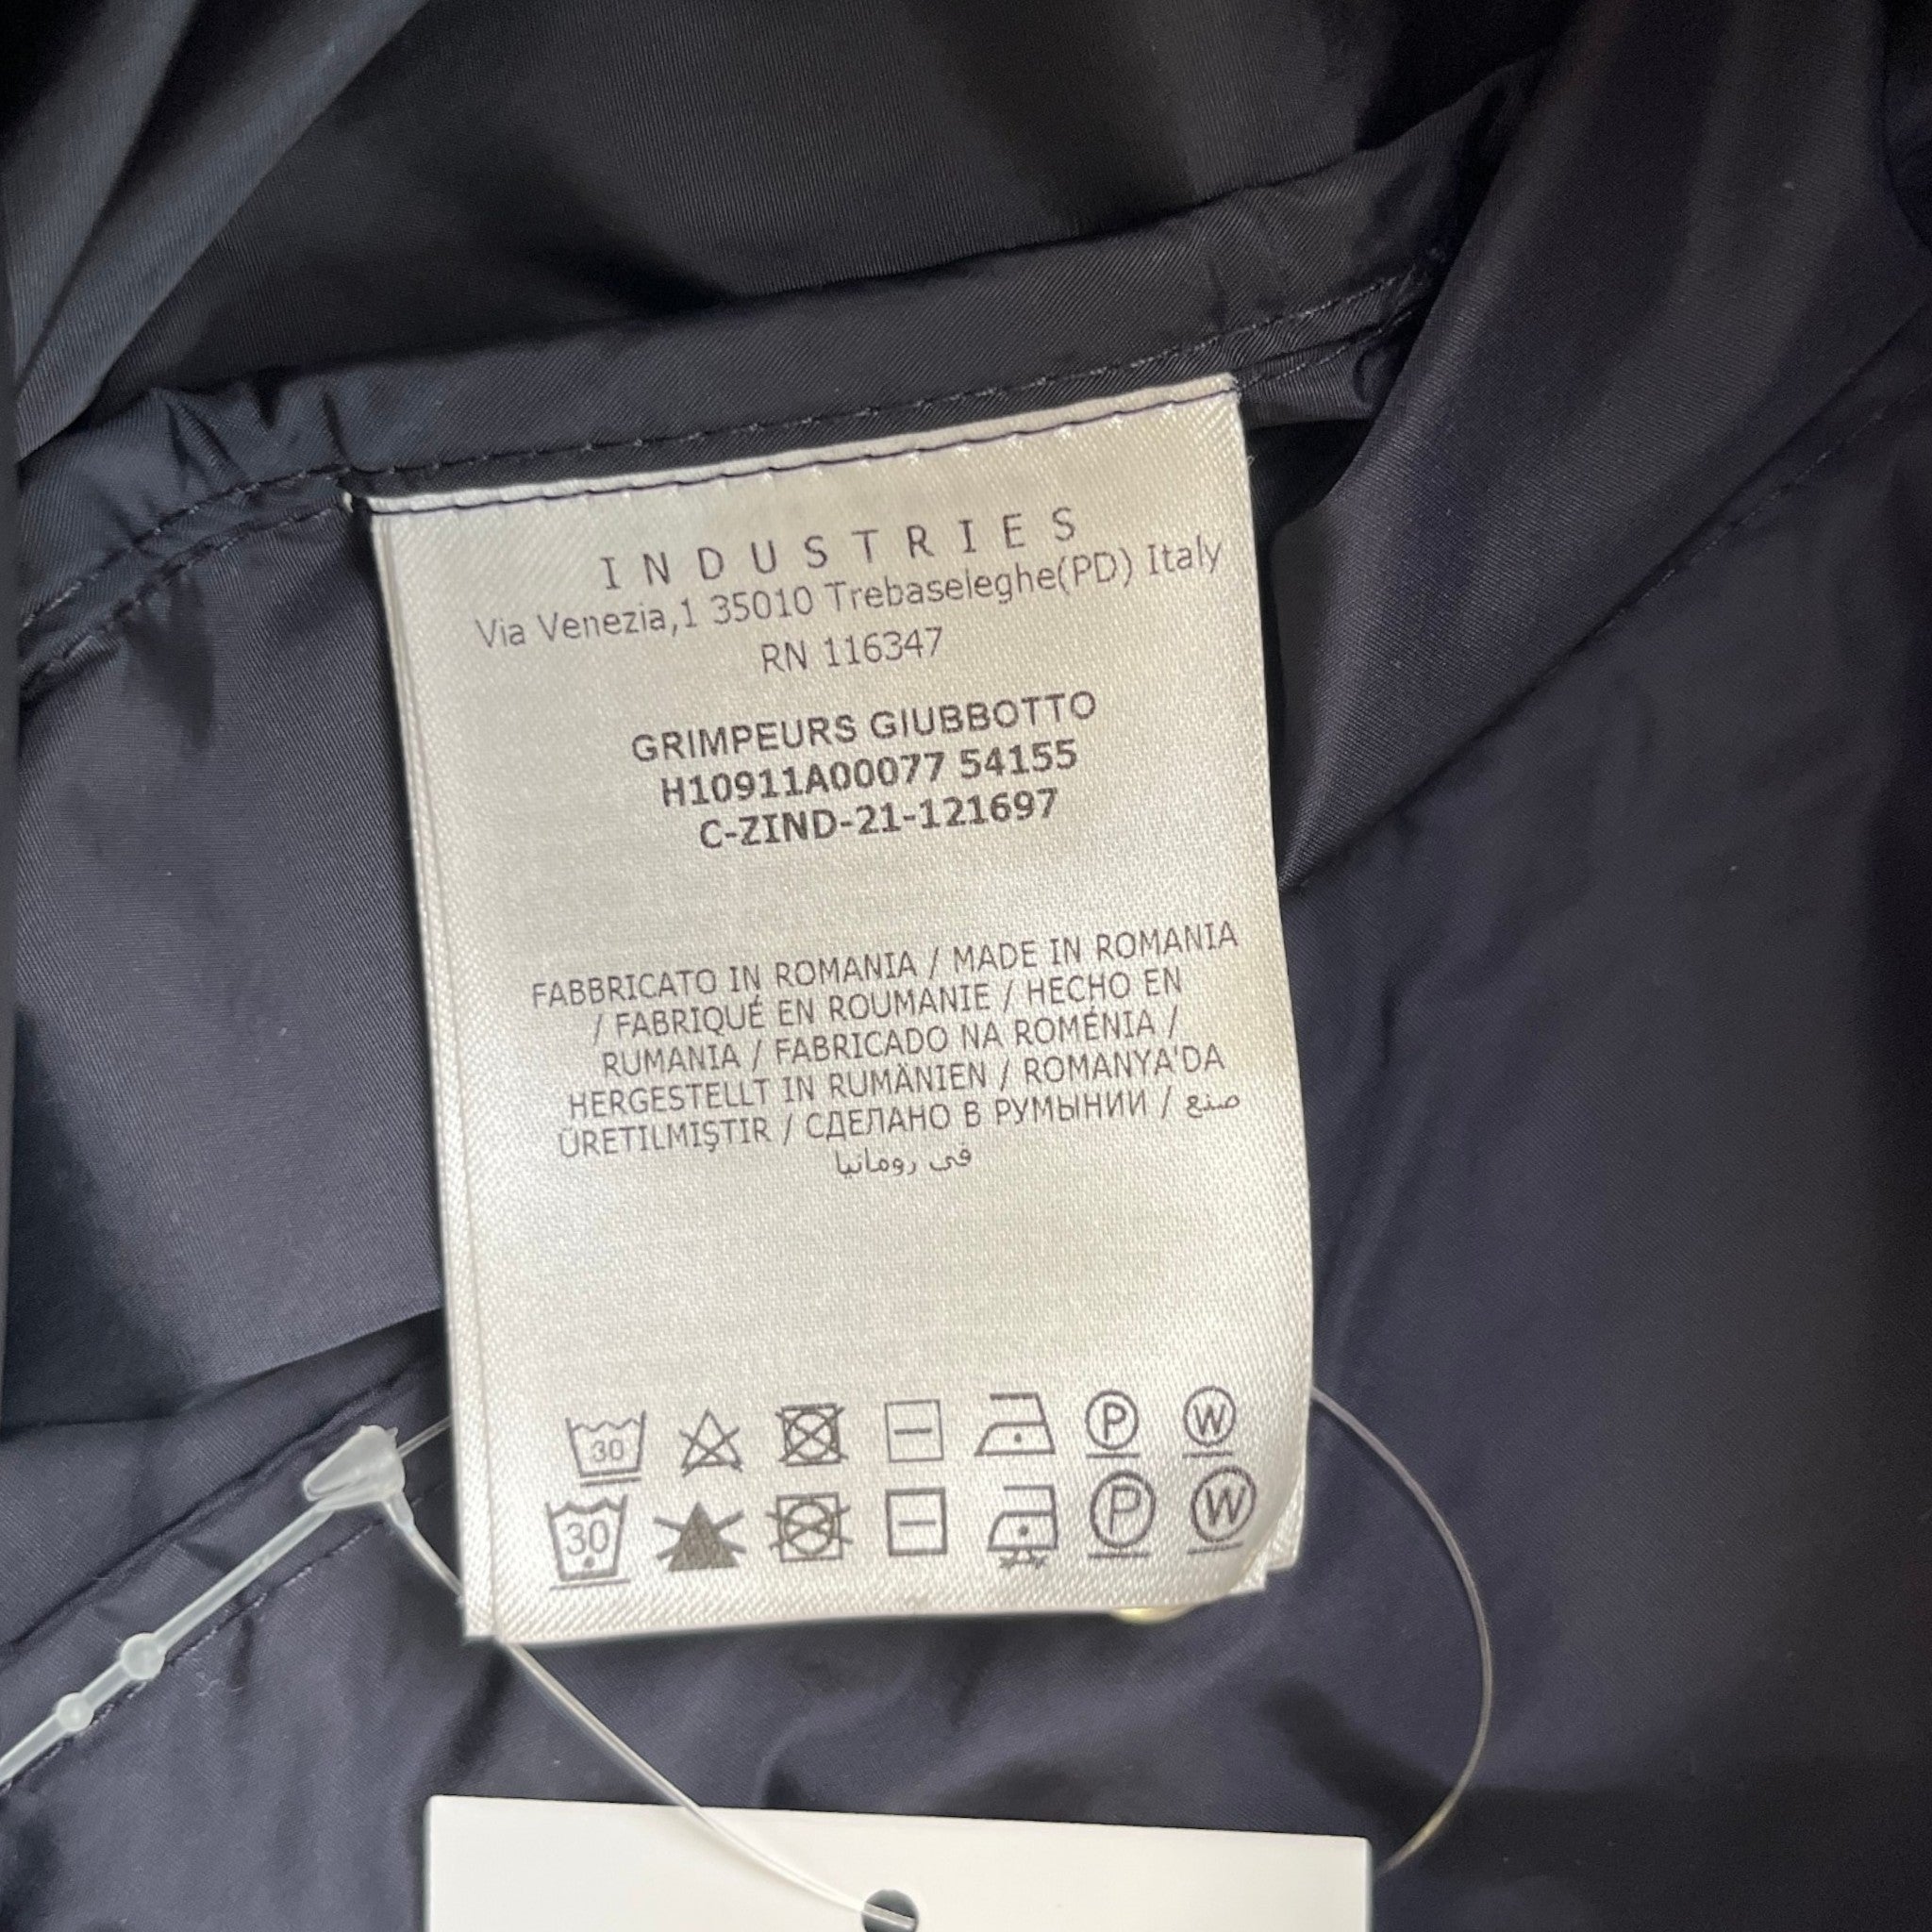 INDUSTRIES
Via Venezia,1 35010 Trebaseleghe(PD) Italy
RN 116347
GRIMPEURS GIUBBOTTO
H10911A00077 54155
C-ZIND-21-121697
FABBRICATO IN ROMANIA / MADE IN ROMANIA
/ FABRIQUÉ EN ROUMANIE / HECHO EN
RUMANIA / FABRICADO NA ROMÉNIA /
HERGESTELLT IN RUMÄNIEN / ROMANYA'DA
ÜRETILMIŞTIR / СДЕЛАНО В РУМЫНИИ / صنع
في رومانيا
30 P W
30 P W